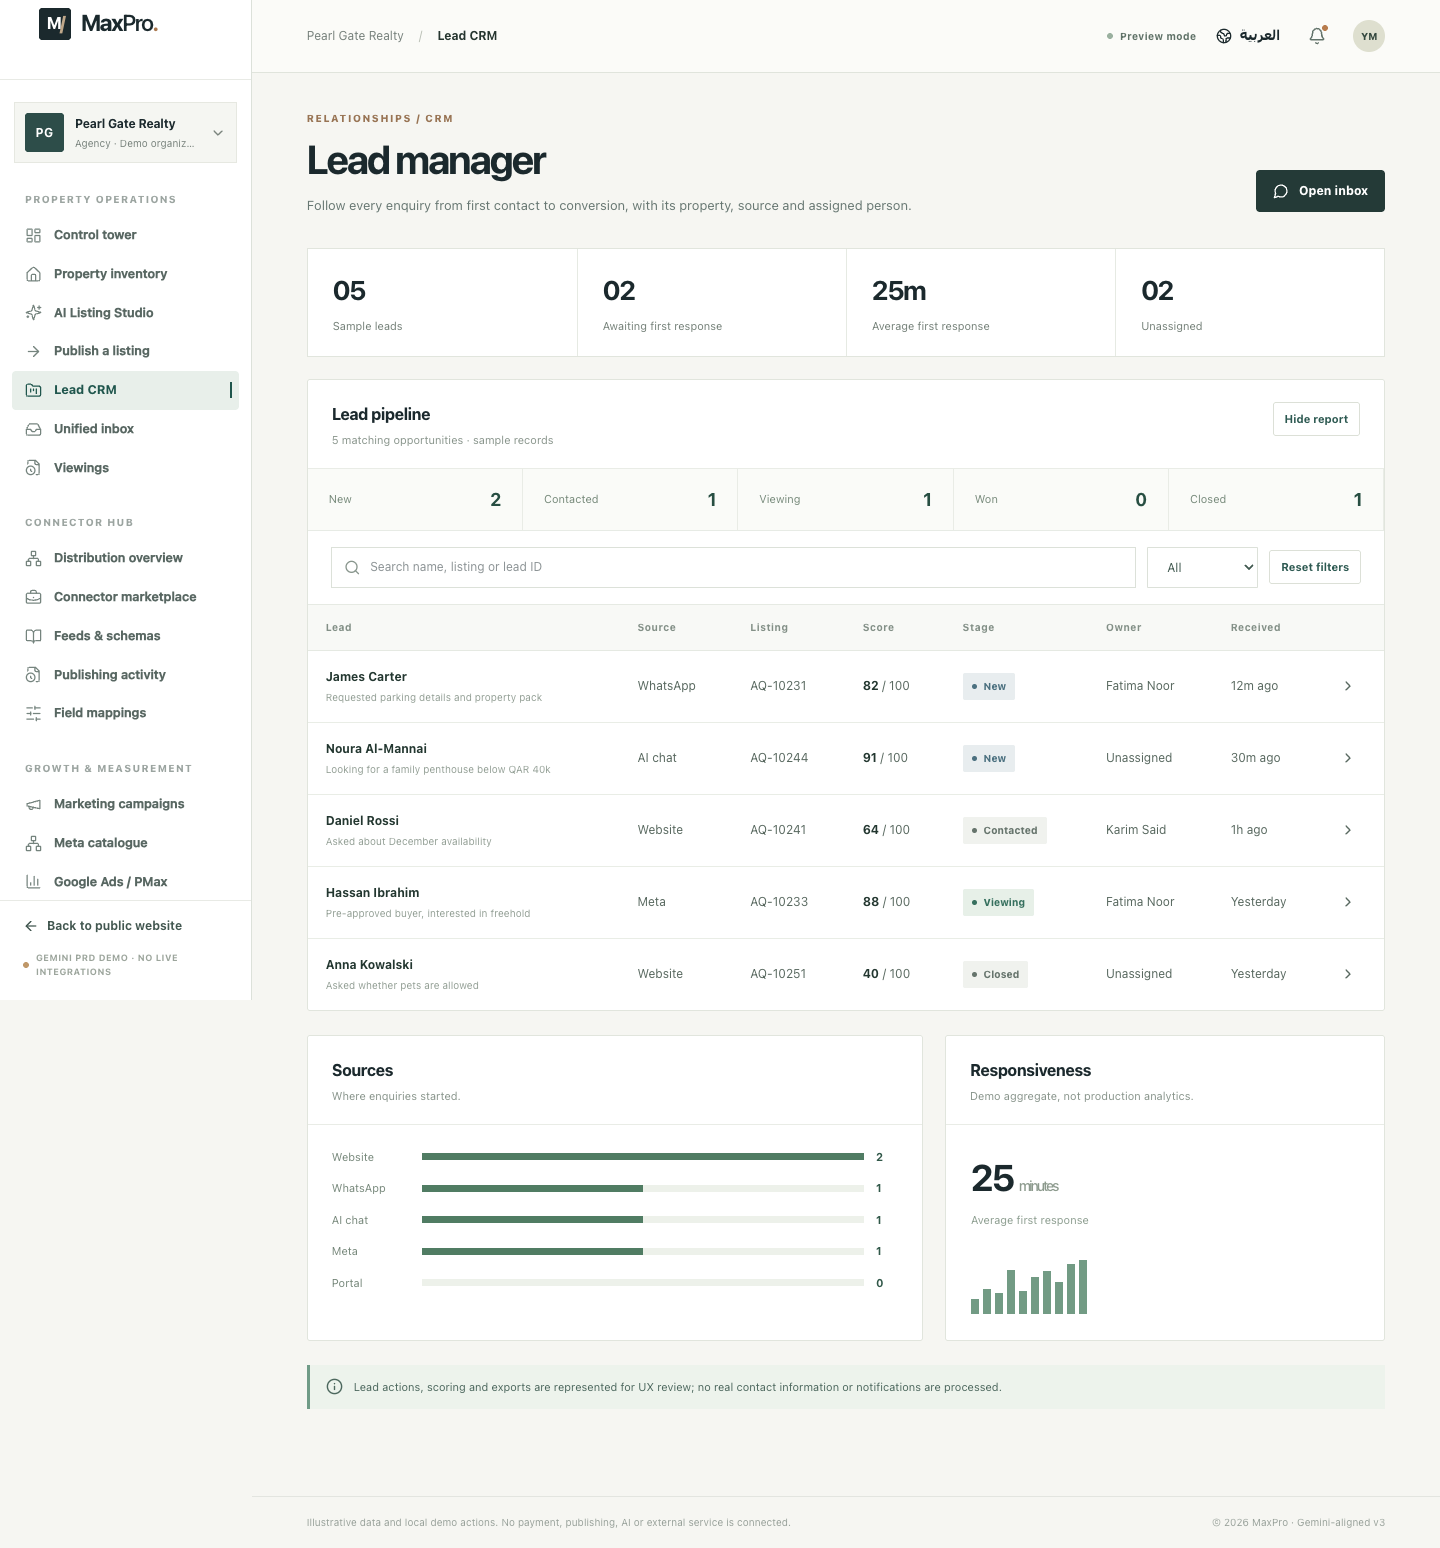 M/ MaxPro.
PG
Pearl Gate Realty
Agency · Demo organiz...
PROPERTY OPERATIONS
Control tower
Property inventory
AI Listing Studio
Publish a listing
Lead CRM
Unified inbox
Viewings
CONNECTOR HUB
Distribution overview
Connector marketplace
Feeds & schemas
Publishing activity
Field mappings
GROWTH & MEASUREMENT
Marketing campaigns
Meta catalogue
Google Ads / PMax
Back to public website
GEMINI PRD DEMO · NO LIVE
INTEGRATIONS
Pearl Gate Realty / Lead CRM
Preview mode
العربية
YM
RELATIONSHIPS / CRM
Lead manager
Follow every enquiry from first contact to conversion, with its property, source and assigned person.
Open inbox
05
Sample leads
02
Awaiting first response
25m
Average first response
02
Unassigned
Lead pipeline
5 matching opportunities · sample records
Hide report
New 2
Contacted 1
Viewing 1
Won 0
Closed 1
Search name, listing or lead ID
All
Reset filters
Lead Source Listing Score Stage Owner Received
James Carter
Requested parking details and property pack
WhatsApp AQ-10231 82 / 100 New Fatima Noor 12m ago
Noura Al-Mannai
Looking for a family penthouse below QAR 40k
AI chat AQ-10244 91 / 100 New Unassigned 30m ago
Daniel Rossi
Asked about December availability
Website AQ-10241 64 / 100 Contacted Karim Said 1h ago
Hassan Ibrahim
Pre-approved buyer, interested in freehold
Meta AQ-10233 88 / 100 Viewing Fatima Noor Yesterday
Anna Kowalski
Asked whether pets are allowed
Website AQ-10251 40 / 100 Closed Unassigned Yesterday
Sources
Where enquiries started.
Website 2
WhatsApp 1
AI chat 1
Meta 1
Portal 0
Responsiveness
Demo aggregate, not production analytics.
25 minutes
Average first response
Lead actions, scoring and exports are represented for UX review; no real contact information or notifications are processed.
Illustrative data and local demo actions. No payment, publishing, AI or external service is connected.
© 2026 MaxPro · Gemini-aligned v3